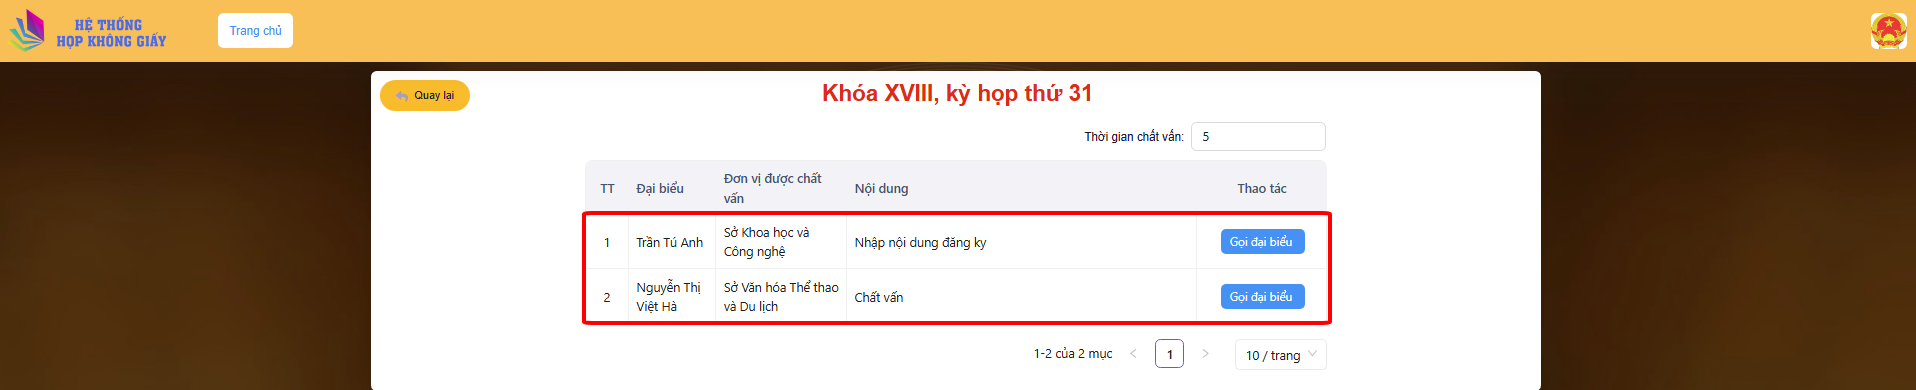 HỆ THỐNG
HỌP KHÔNG GIẤY
Trang chủ
Quay lại
Khóa XVIII, kỳ họp thứ 31
Thời gian chất vấn: 5
TT Đại biểu Đơn vị được chất vấn Nội dung Thao tác
1 Trần Tú Anh Sở Khoa học và Công nghệ Nhập nội dung đăng ky Gọi đại biểu
2 Nguyễn Thị Việt Hà Sở Văn hóa Thể thao và Du lịch Chất vấn Gọi đại biểu
1-2 của 2 mục < 1 > 10 / trang